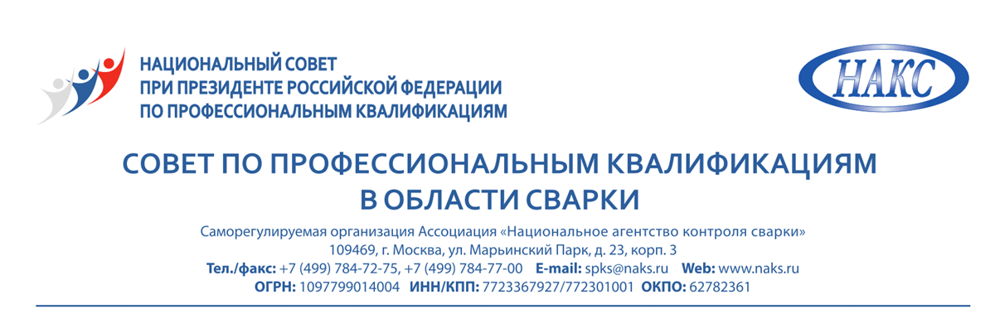 НАЦИОНАЛЬНЫЙ СОВЕТ
ПРИ ПРЕЗИДЕНТЕ РОССИЙСКОЙ ФЕДЕРАЦИИ
ПО ПРОФЕССИОНАЛЬНЫМ КВАЛИФИКАЦИЯМ
НАКС
СОВЕТ ПО ПРОФЕССИОНАЛЬНЫМ КВАЛИФИКАЦИЯМ
В ОБЛАСТИ СВАРКИ
Саморегулируемая организация Ассоциация «Национальное агентство контроля сварки»
109469, г. Москва, ул. Марьинский Парк, д. 23, корп. 3
Тел./факс: +7 (499) 784-72-75, +7 (499) 784-77-00 E-mail: spks@naks.ru Web: www.naks.ru
ОГРН: 1097799014004 ИНН/КПП: 7723367927/772301001 ОКПО: 62782361